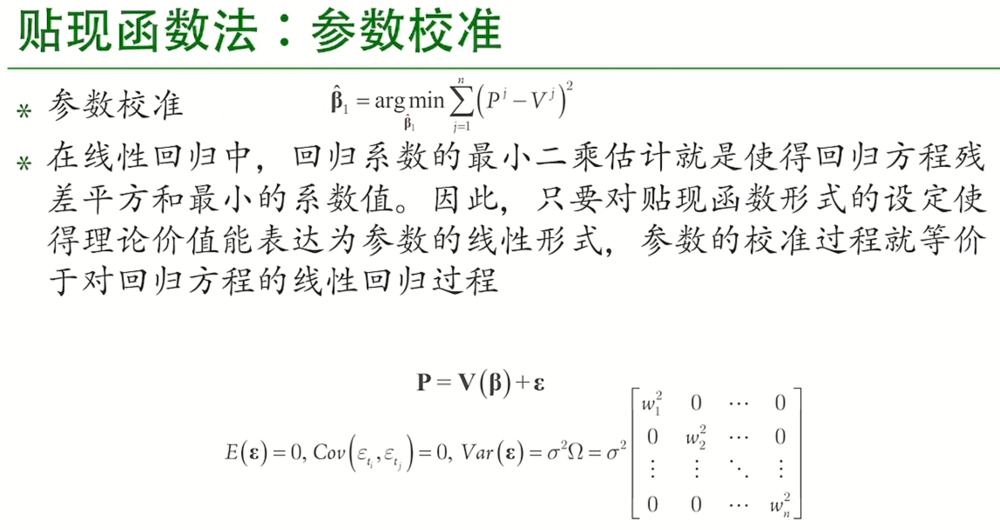 贴现函数法：参数校准
* 参数校准 $\hat{\boldsymbol{\beta}}_1 = \underset{\hat{\boldsymbol{\beta}}_1}{\arg\min} \sum_{j=1}^{n} \left( P^j - V^j \right)^2$
* 在线性回归中，回归系数的最小二乘估计就是使得回归方程残
差平方和最小的系数值。因此，只要对贴现函数形式的设定使
得理论价值能表达为参数的线性形式，参数的校准过程就等价
于对回归方程的线性回归过程
$\mathbf{P} = \mathbf{V}(\boldsymbol{\beta}) + \boldsymbol{\varepsilon}$
$E(\boldsymbol{\varepsilon}) = 0, Cov\left( \varepsilon_{t_i}, \varepsilon_{t_j} \right) = 0, Var(\boldsymbol{\varepsilon}) = \sigma^2 \Omega = \sigma^2 \begin{bmatrix} w_1^2 & 0 & \cdots & 0 \\ 0 & w_2^2 & \cdots & 0 \\ \vdots & \vdots & \ddots & \vdots \\ 0 & 0 & \cdots & w_n^2 \end{bmatrix}$